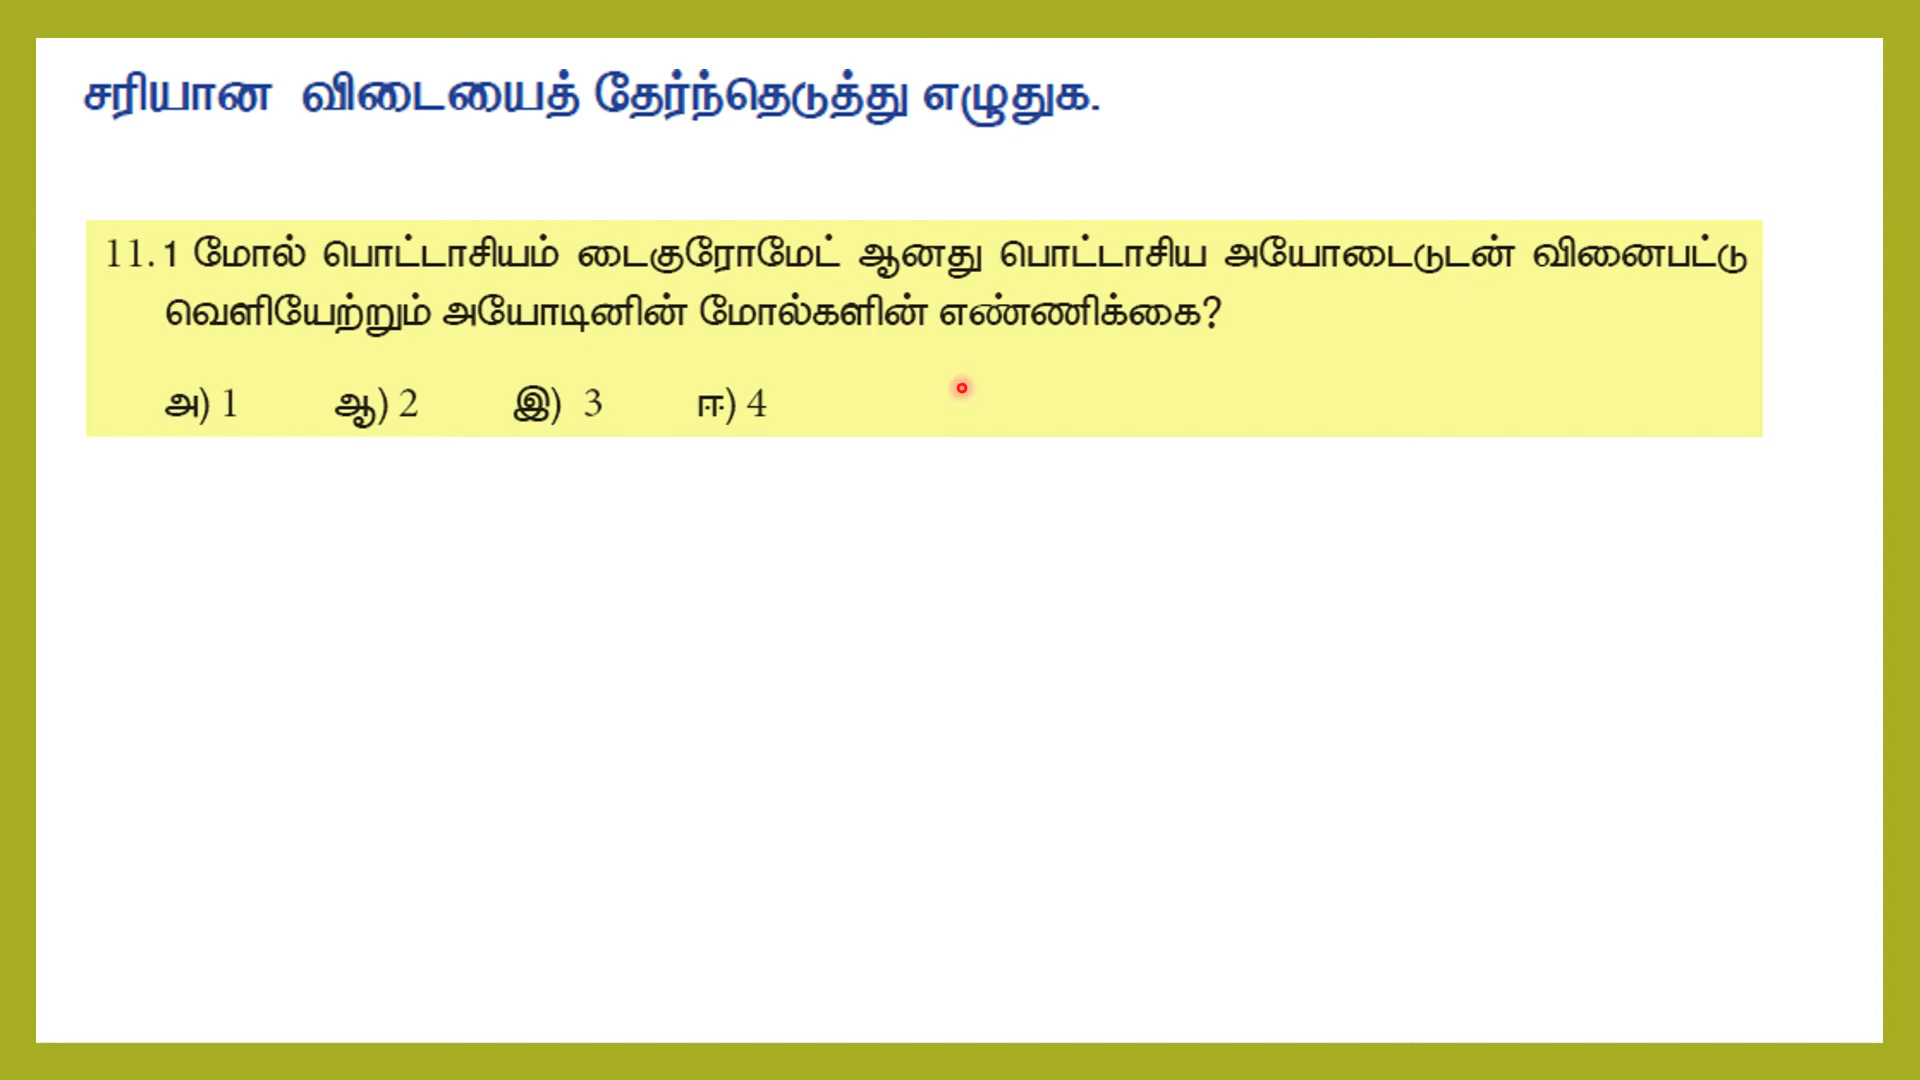 சரியான விடையைத் தேர்ந்தெடுத்து எழுதுக.
11. 1 மோல் பொட்டாசியம் டைகுரோமேட் ஆனது பொட்டாசிய அயோடைடுடன் வினைபட்டு
வெளியேற்றும் அயோடினின் மோல்களின் எண்ணிக்கை?
அ) 1 ஆ) 2 இ) 3 ஈ) 4